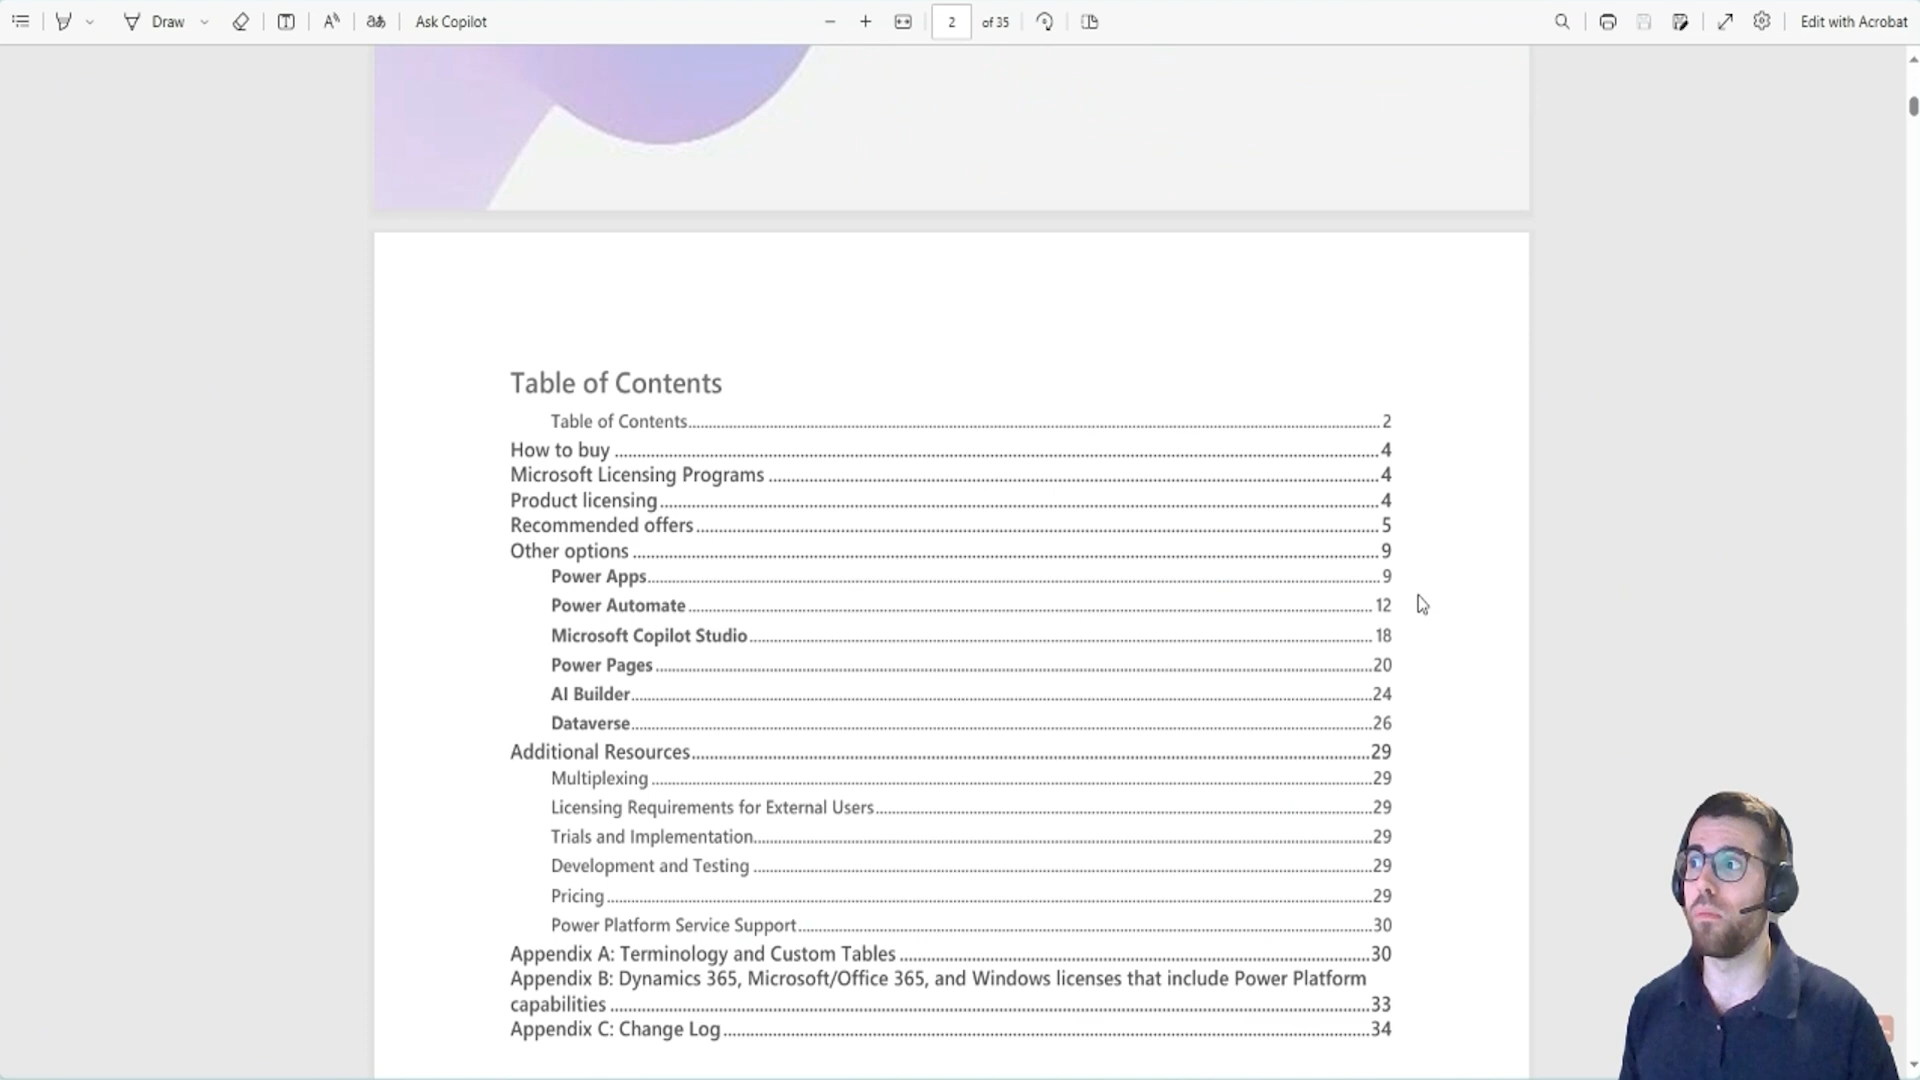 Draw
Ask Copilot
2 of 35
Edit with Acrobat
Table of Contents
Table of Contents 2
How to buy 4
Microsoft Licensing Programs 4
Product licensing 4
Recommended offers 5
Other options 9
Power Apps 9
Power Automate 12
Microsoft Copilot Studio 18
Power Pages 20
AI Builder 24
Dataverse 26
Additional Resources 29
Multiplexing 29
Licensing Requirements for External Users 29
Trials and Implementation 29
Development and Testing 29
Pricing 29
Power Platform Service Support 30
Appendix A: Terminology and Custom Tables 30
Appendix B: Dynamics 365, Microsoft/Office 365, and Windows licenses that include Power Platform
capabilities 33
Appendix C: Change Log 34